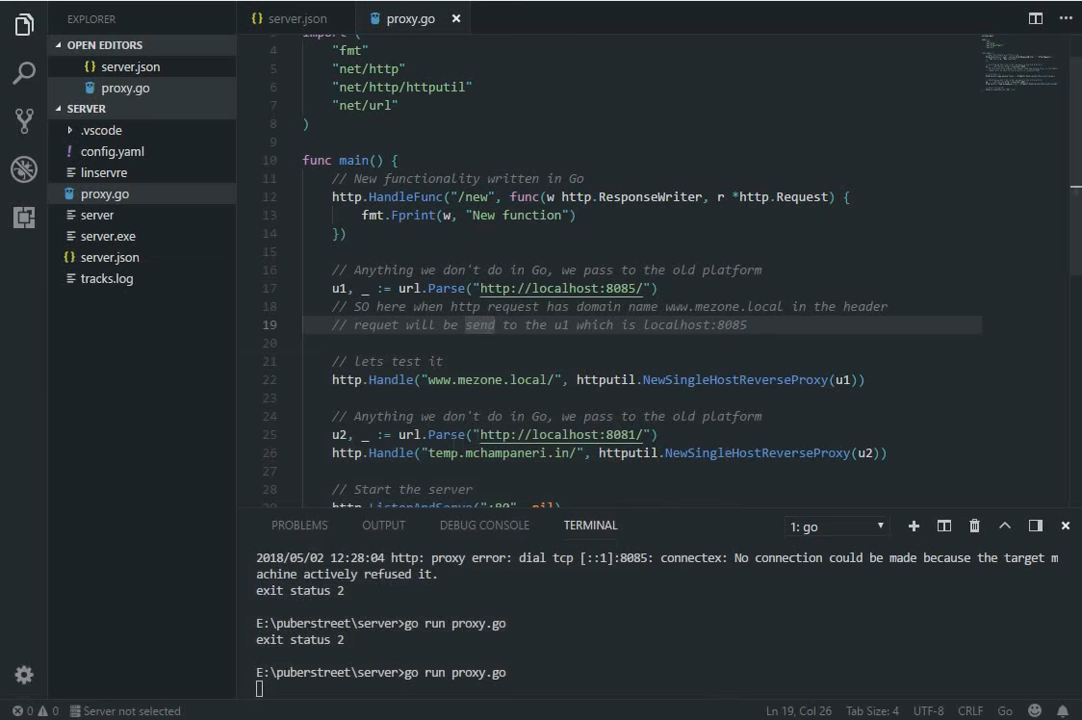 EXPLORER
OPEN EDITORS
{} server.json
proxy.go
SERVER
.vscode
! config.yaml
linservre
proxy.go
server
server.exe
{} server.json
tracks.log
{} server.json
proxy.go
import (
4 "fmt"
5 "net/http"
6 "net/http/httputil"
7 "net/url"
8 )
9
10 func main() {
11 // New functionality written in Go
12 http.HandleFunc("/new", func(w http.ResponseWriter, r *http.Request) {
13 fmt.Fprint(w, "New function")
14 })
15
16 // Anything we don't do in Go, we pass to the old platform
17 u1, _ := url.Parse("http://localhost:8085/")
18 // SO here when http request has domain name www.mezone.local in the header
19 // requet will be send to the u1 which is localhost:8085
20
21 // lets test it
22 http.Handle("www.mezone.local/", httputil.NewSingleHostReverseProxy(u1))
23
24 // Anything we don't do in Go, we pass to the old platform
25 u2, _ := url.Parse("http://localhost:8081/")
26 http.Handle("temp.mchampaneri.in/", httputil.NewSingleHostReverseProxy(u2))
27
28 // Start the server
29 http.ListenAndServe(":80", nil)
PROBLEMS OUTPUT DEBUG CONSOLE TERMINAL 1: go
2018/05/02 12:28:04 http: proxy error: dial tcp [::1]:8085: connectex: No connection could be made because the target m
achine actively refused it.
exit status 2
E:\puberstreet\server>go run proxy.go
exit status 2
E:\puberstreet\server>go run proxy.go
0 0 Server not selected Ln 19, Col 26 Tab Size: 4 UTF-8 CRLF Go